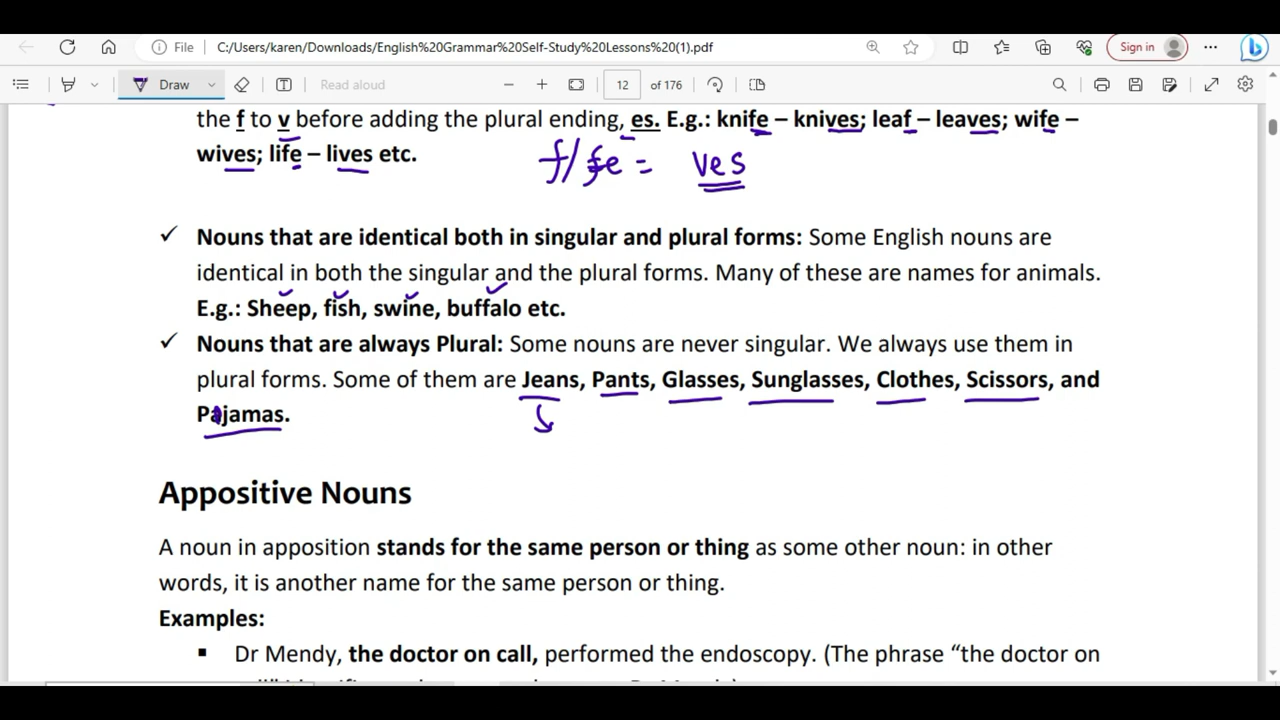 File C:/Users/karen/Downloads/English%20Grammar%20Self-Study%20Lessons%20(1).pdf Sign in
Draw Read aloud 12 of 176
the f to v before adding the plural ending, es. E.g.: knife – knives; leaf – leaves; wife –
wives; life – lives etc.
f/fe = ves
Nouns that are identical both in singular and plural forms: Some English nouns are
identical in both the singular and the plural forms. Many of these are names for animals.
E.g.: Sheep, fish, swine, buffalo etc.
Nouns that are always Plural: Some nouns are never singular. We always use them in
plural forms. Some of them are Jeans, Pants, Glasses, Sunglasses, Clothes, Scissors, and
Pajamas.
Appositive Nouns
A noun in apposition stands for the same person or thing as some other noun: in other
words, it is another name for the same person or thing.
Examples:
Dr Mendy, the doctor on call, performed the endoscopy. (The phrase “the doctor on